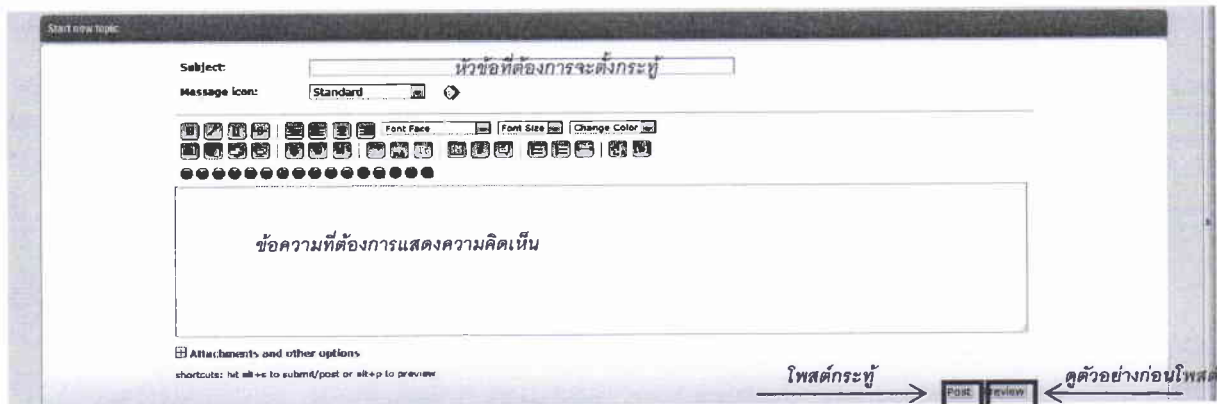 Start new topic
Subject: หัวข้อที่ต้องการจะตั้งกระทู้
Message icon: Standard
Font Face Font Size Change Color
ข้อความที่ต้องการแสดงความคิดเห็น
Attachments and other options
shortcuts: hit alt+s to submit/post or alt+p to preview
โพสต์กระทู้ Post Preview ดูตัวอย่างก่อนโพสต์